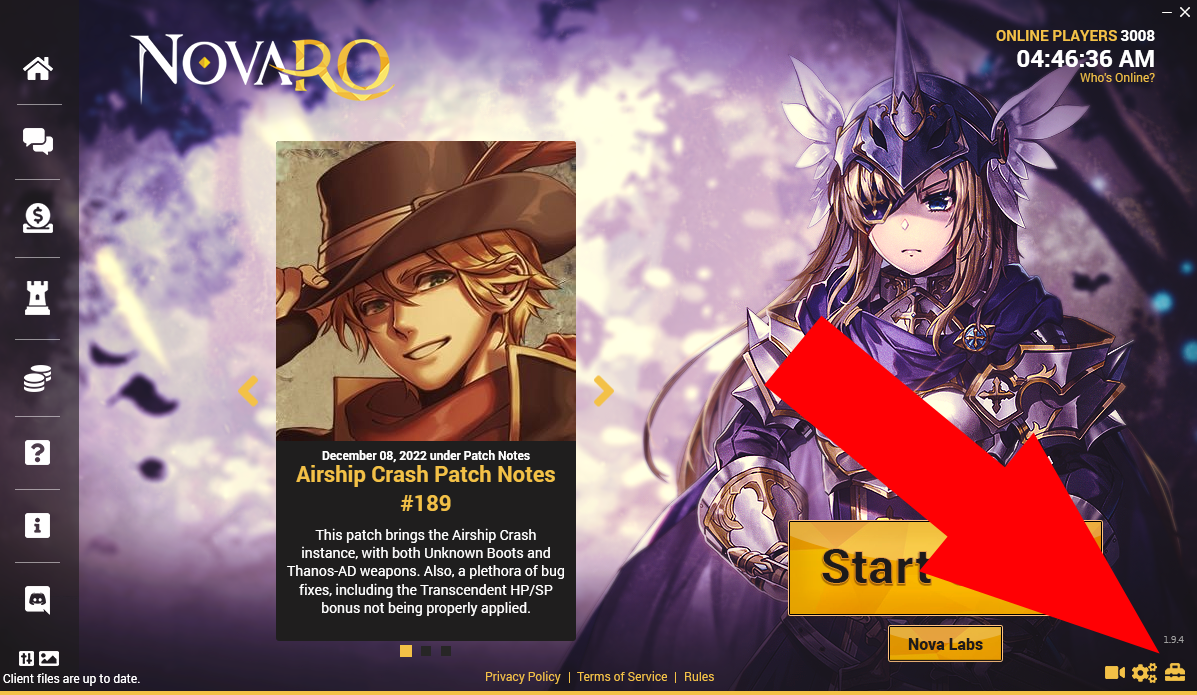 NOVARO
ONLINE PLAYERS 3008
04:46:36 AM
Who's Online?
December 08, 2022 under Patch Notes
Airship Crash Patch Notes
#189
This patch brings the Airship Crash
instance, with both Unknown Boots and
Thanos-AD weapons. Also, a plethora of bug
fixes, including the Transcendent HP/SP
bonus not being properly applied.
Start
Nova Labs
1.9.4
Client files are up to date.
Privacy Policy | Terms of Service | Rules